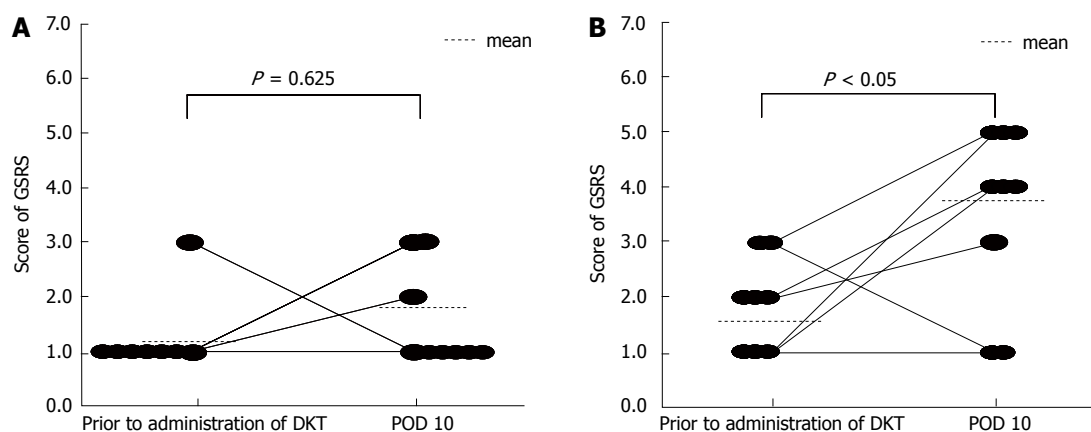 A
7.0
6.0
5.0
4.0
3.0
2.0
1.0
0.0
Score of GSRS
mean
P = 0.625
Prior to administration of DKT
POD 10
B
7.0
6.0
5.0
4.0
3.0
2.0
1.0
0.0
Score of GSRS
mean
P < 0.05
Prior to administration of DKT
POD 10